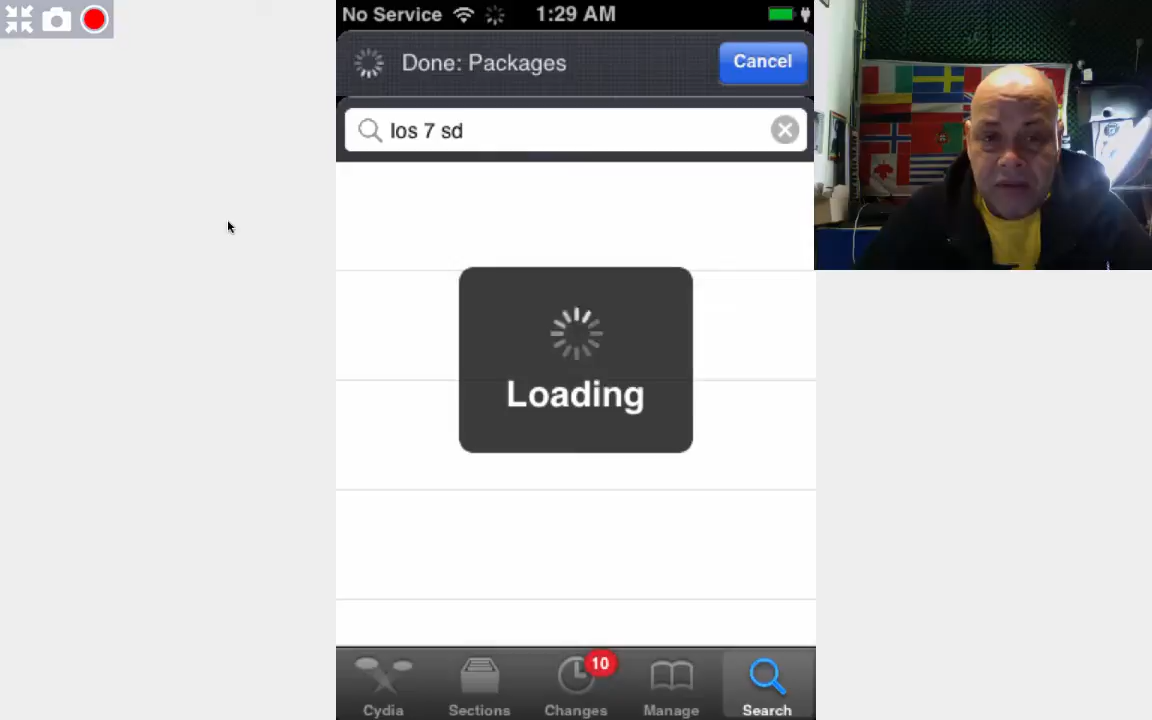 No Service 1:29 AM
Done: Packages
Cancel
Ios 7 sd
Loading
10
Cydia Sections Changes Manage Search